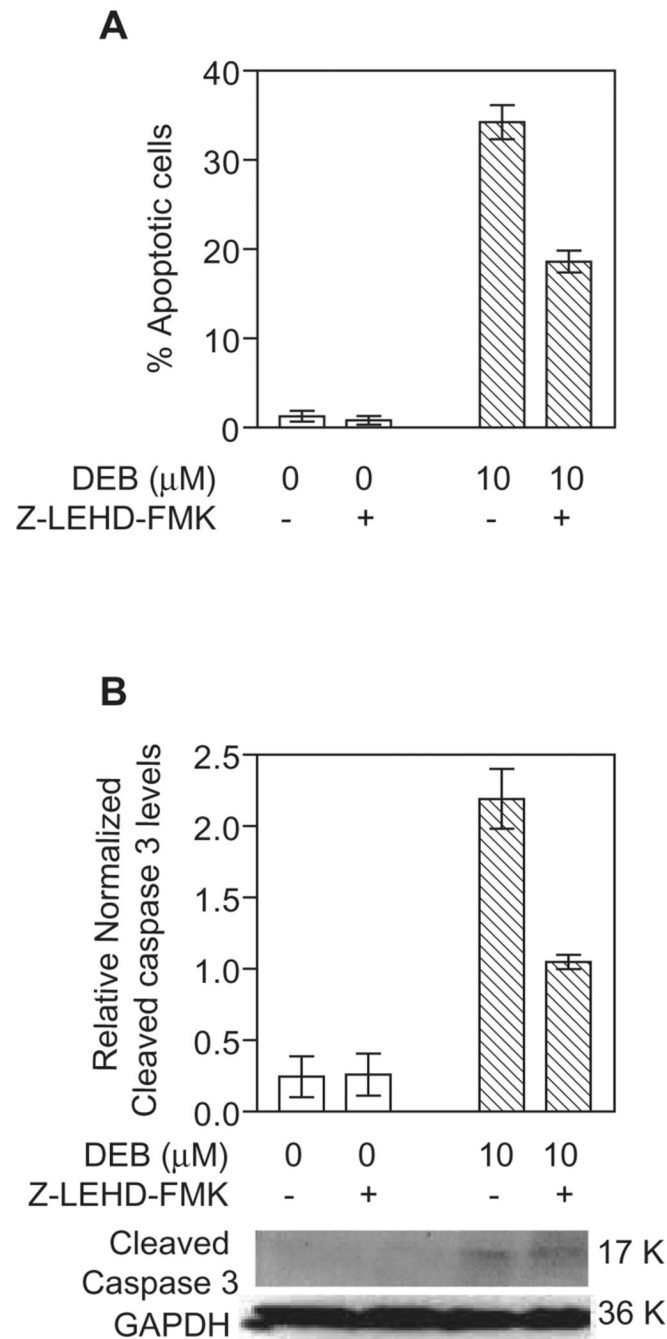 A
% Apoptotic cells
40
30
20
10
0
DEB (μM) 0 0 10 10
Z-LEHD-FMK - + - +
B
Relative Normalized
Cleaved caspase 3 levels
2.5
2.0
1.5
1.0
0.5
0.0
DEB (μM) 0 0 10 10
Z-LEHD-FMK - + - +
Cleaved
Caspase 3
17 K
GAPDH
36 K